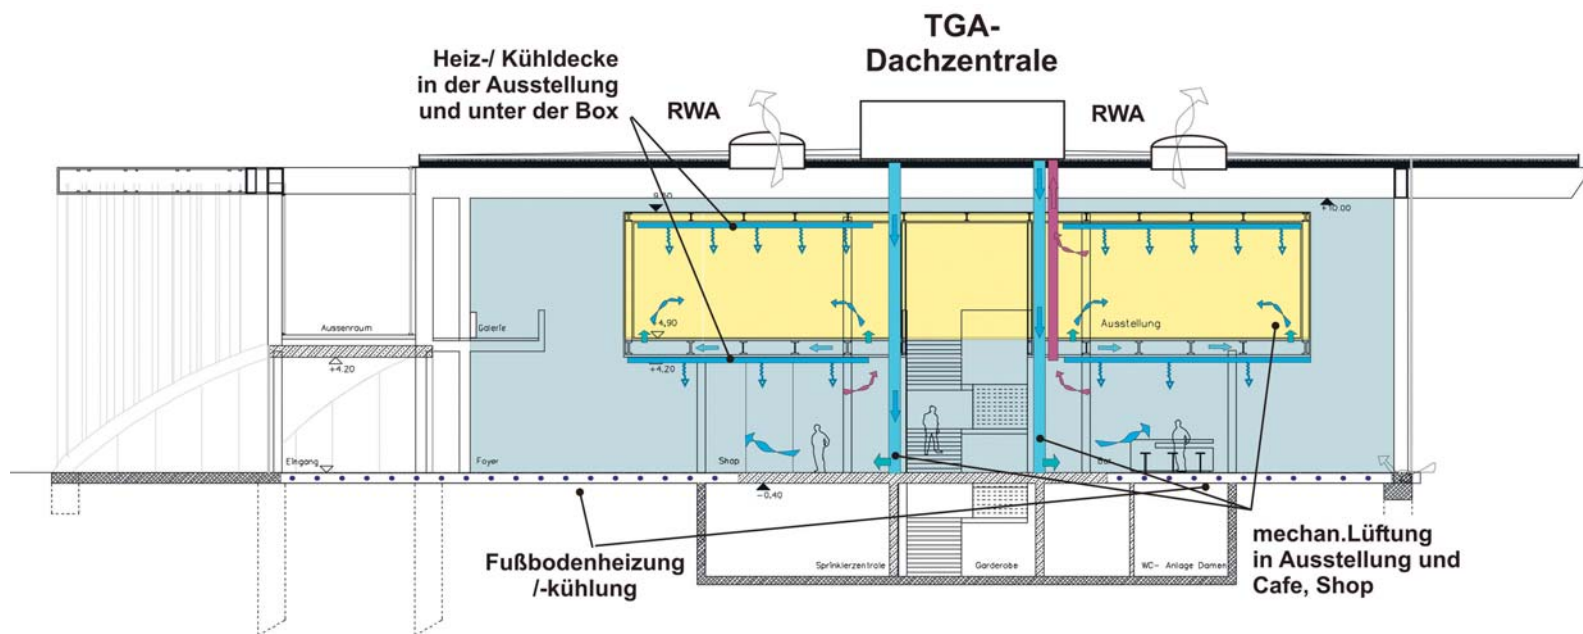 TGA-
Dachzentrale
Heiz-/ Kühldecke
in der Ausstellung
und unter der Box
RWA
RWA
+10.00
Aussenraum
Galerie
4,90
Ausstellung
+4.20
+4,20
Eingang
Foyer
Shop
Bar
-0.40
Fußbodenheizung
/-kühlung
Sprinklerzentrale
Garderobe
WC- Anlage Damen
mechan.Lüftung
in Ausstellung und
Cafe, Shop